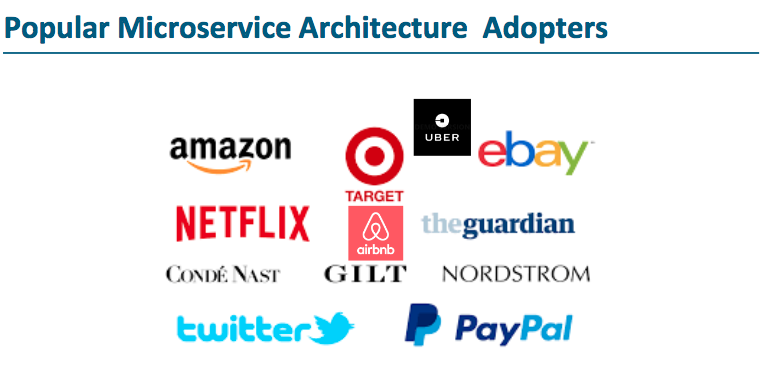 Popular Microservice Architecture Adopters
amazon
TARGET
UBER
ebay
NETFLIX
airbnb
theguardian
CONDÉ NAST
GILT
NORDSTROM
twitter
PayPal